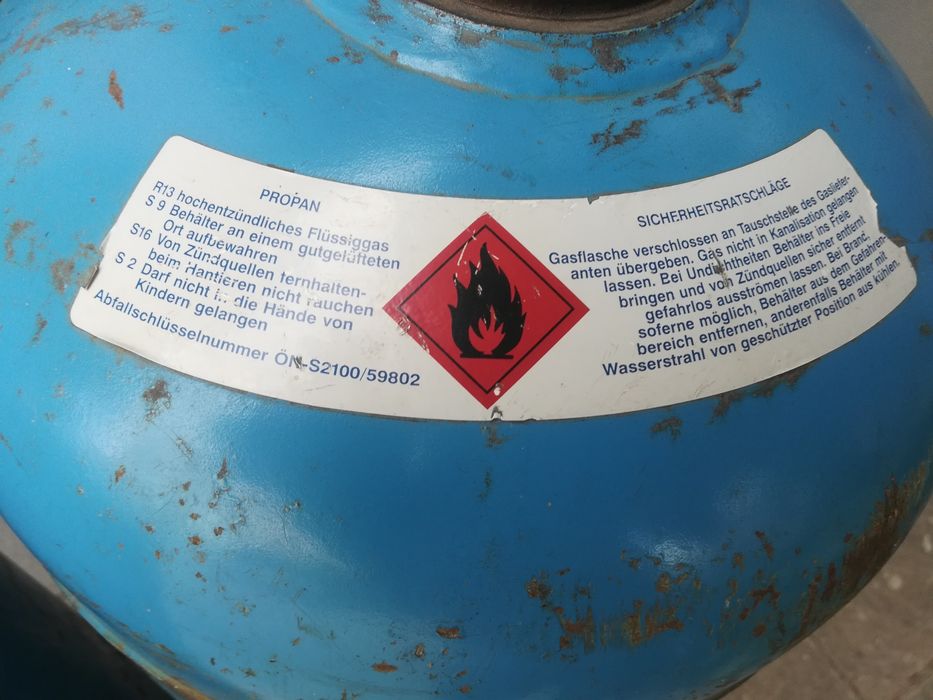 PROPAN
R13 hochentzündliches Flüssiggas
S 9 Behälter an einem gutgelüfteten
Ort aufbewahren
S16 Von Zündquellen fernhalten-
beim Hantieren nicht rauchen
S 2 Darf nicht in die Hände von
Kindern gelangen
Abfallschlüsselnummer ÖN-S2100/59802
SICHERHEITSRATSCHLÄGE
Gasflasche verschlossen an Tauschstelle des Gasliefer-
anten übergeben. Gas nicht in Kanalisation gelangen
lassen. Bei Undichtheiten Behälter ins Freie
bringen und von Zündquellen sicher entfernt
gefahrlos ausströmen lassen. Bei Brand,
soferne möglich, Behälter aus dem Gefahren-
bereich entfernen, anderenfalls Behälter mit
Wasserstrahl von geschützter Position aus kühlen.